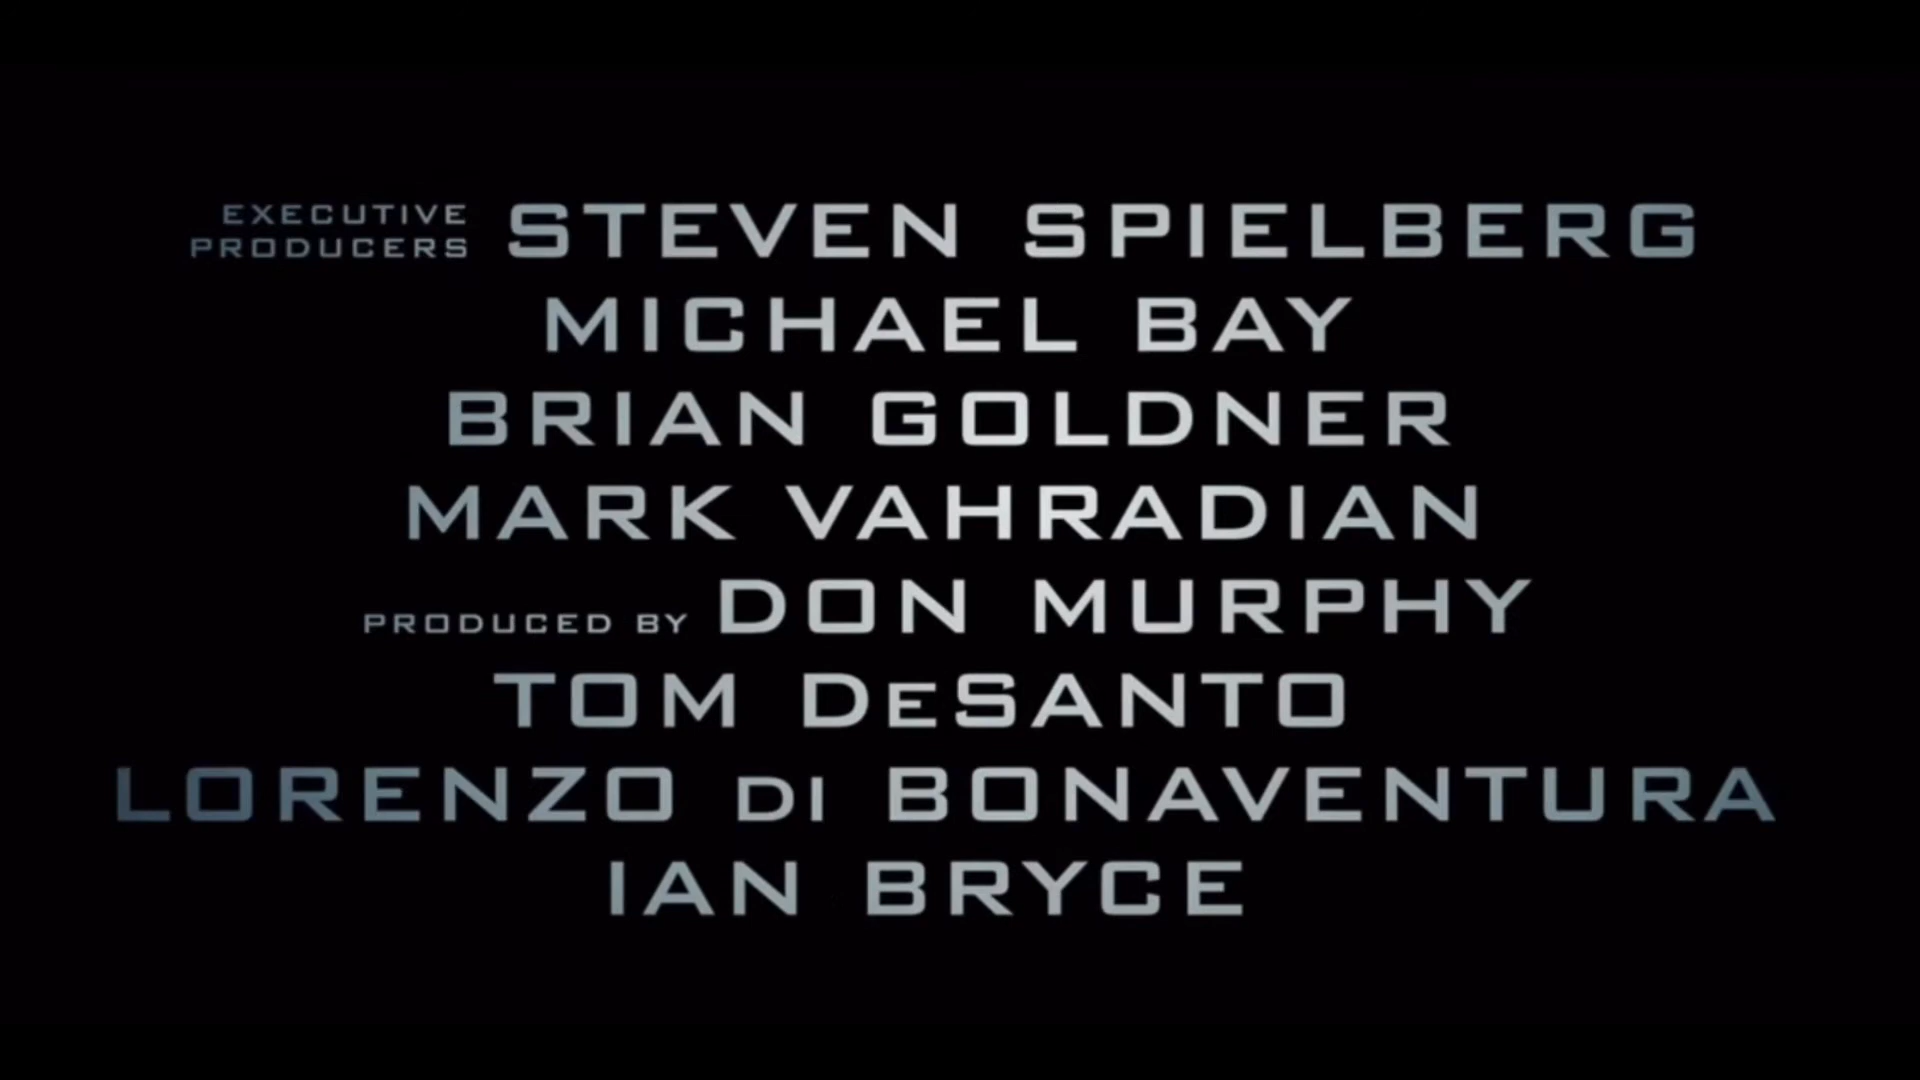 EXECUTIVE PRODUCERS STEVEN SPIELBERG
MICHAEL BAY
BRIAN GOLDNER
MARK VAHRADIAN
PRODUCED BY DON MURPHY
TOM DeSANTO
LORENZO DI BONAVENTURA
IAN BRYCE